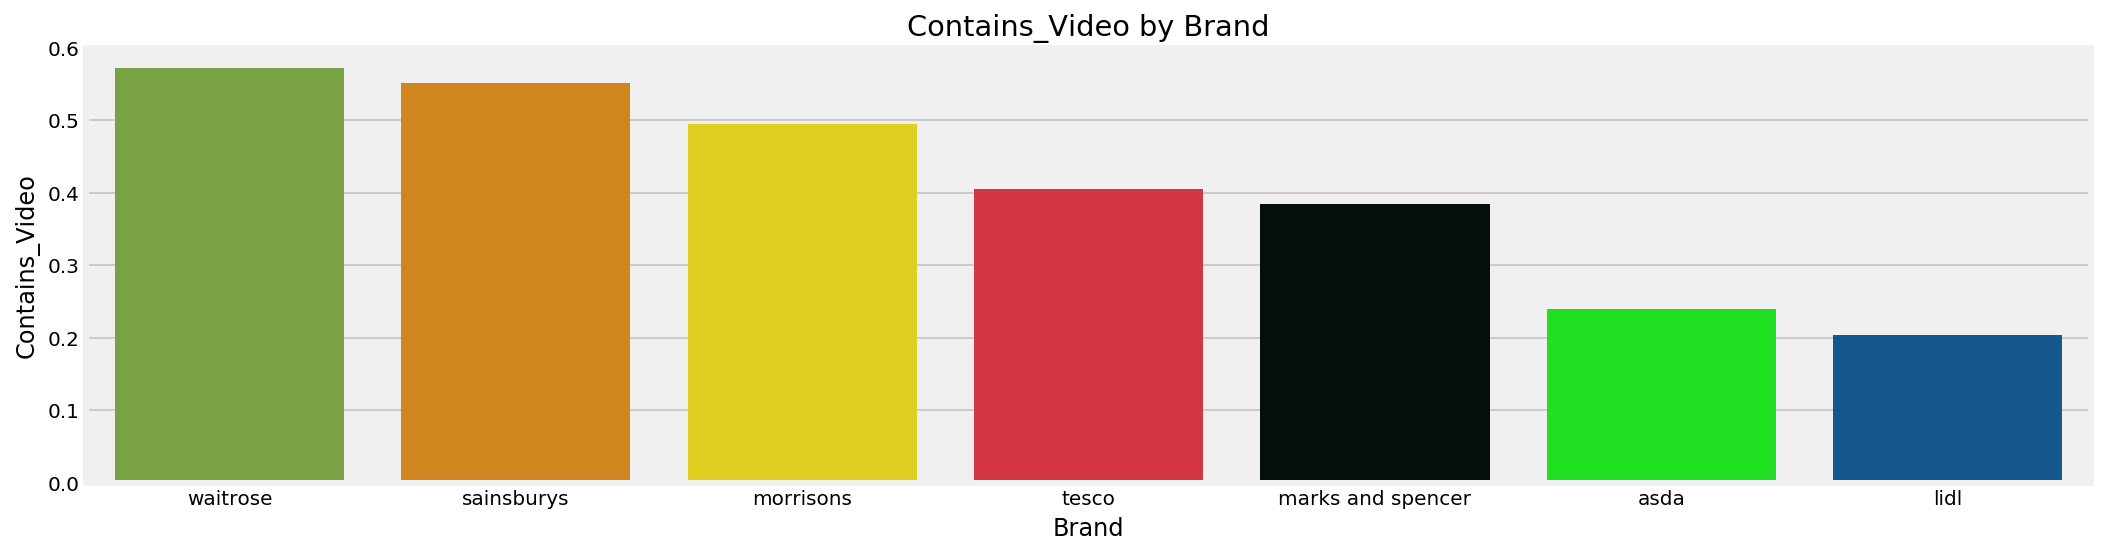 Contains_Video by Brand
Contains_Video
0.6
0.5
0.4
0.3
0.2
0.1
0.0
waitrose sainsburys morrisons tesco marks and spencer asda lidl
Brand